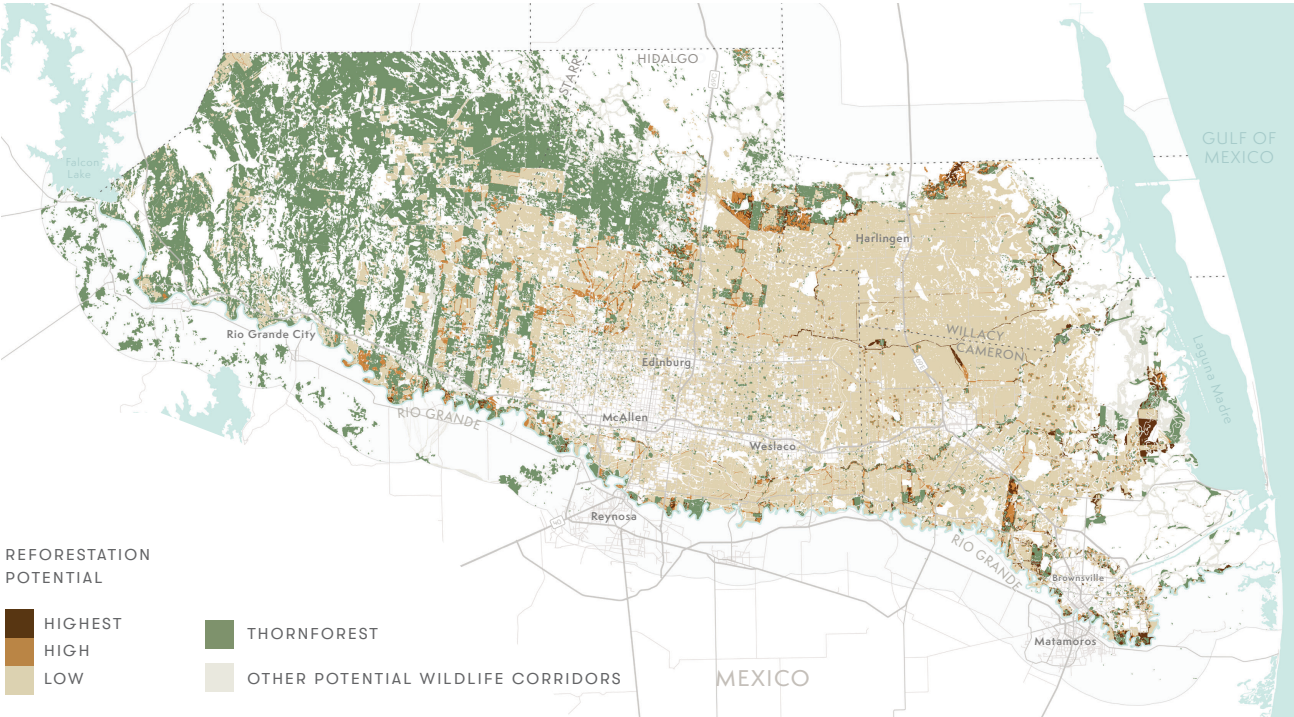 HIDALGO
STARR
GULF OF
MEXICO
Falcon
Lake
Harlingen
Rio Grande City
WILLACY
CAMERON
Edinburg
Laguna Madre
RIO GRANDE
McAllen
Weslaco
Reynosa
RIO GRANDE
Brownsville
Matamoros
MEXICO
REFORESTATION
POTENTIAL
HIGHEST
HIGH
LOW
THORNFOREST
OTHER POTENTIAL WILDLIFE CORRIDORS